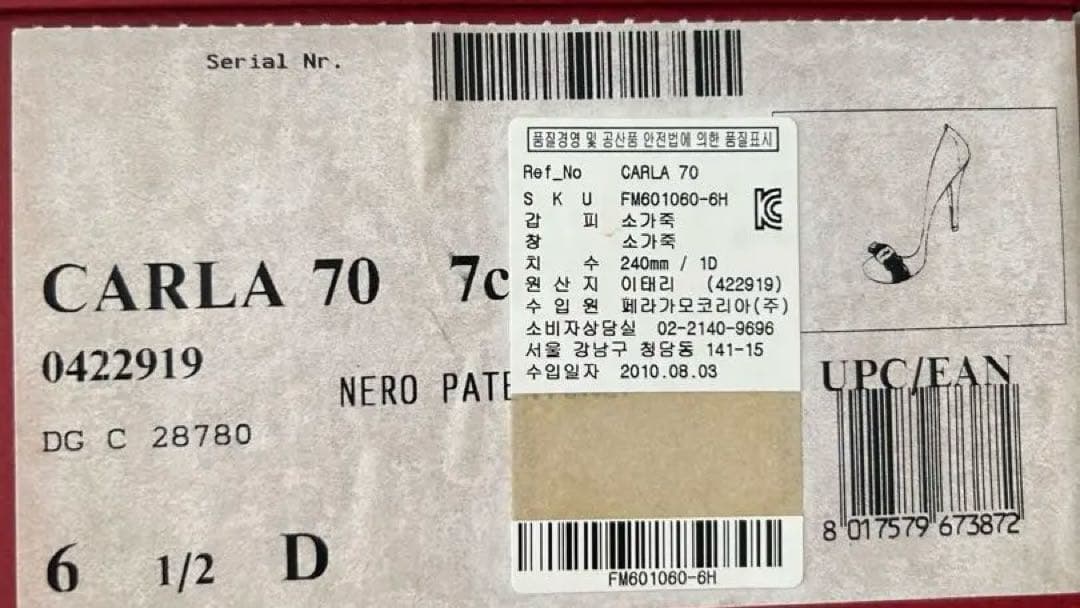 Serial Nr.
품질경영 및 공산품 안전법에 의한 품질표시
Ref_No CARLA 70
S K U FM601060-6H
갑 피 소가죽
창 소가죽
치 수 240mm / 1D
원 산 지 이태리 (422919)
수 입 원 페라가모코리아(주)
소비자상담실 02-2140-9696
서울 강남구 청담동 141-15
수입일자 2010.08.03
FM601060-6H
CARLA 70 7c
0422919
NERO PATE
DG C 28780
6 1/2 D
UPC/EAN
8 017579 673872